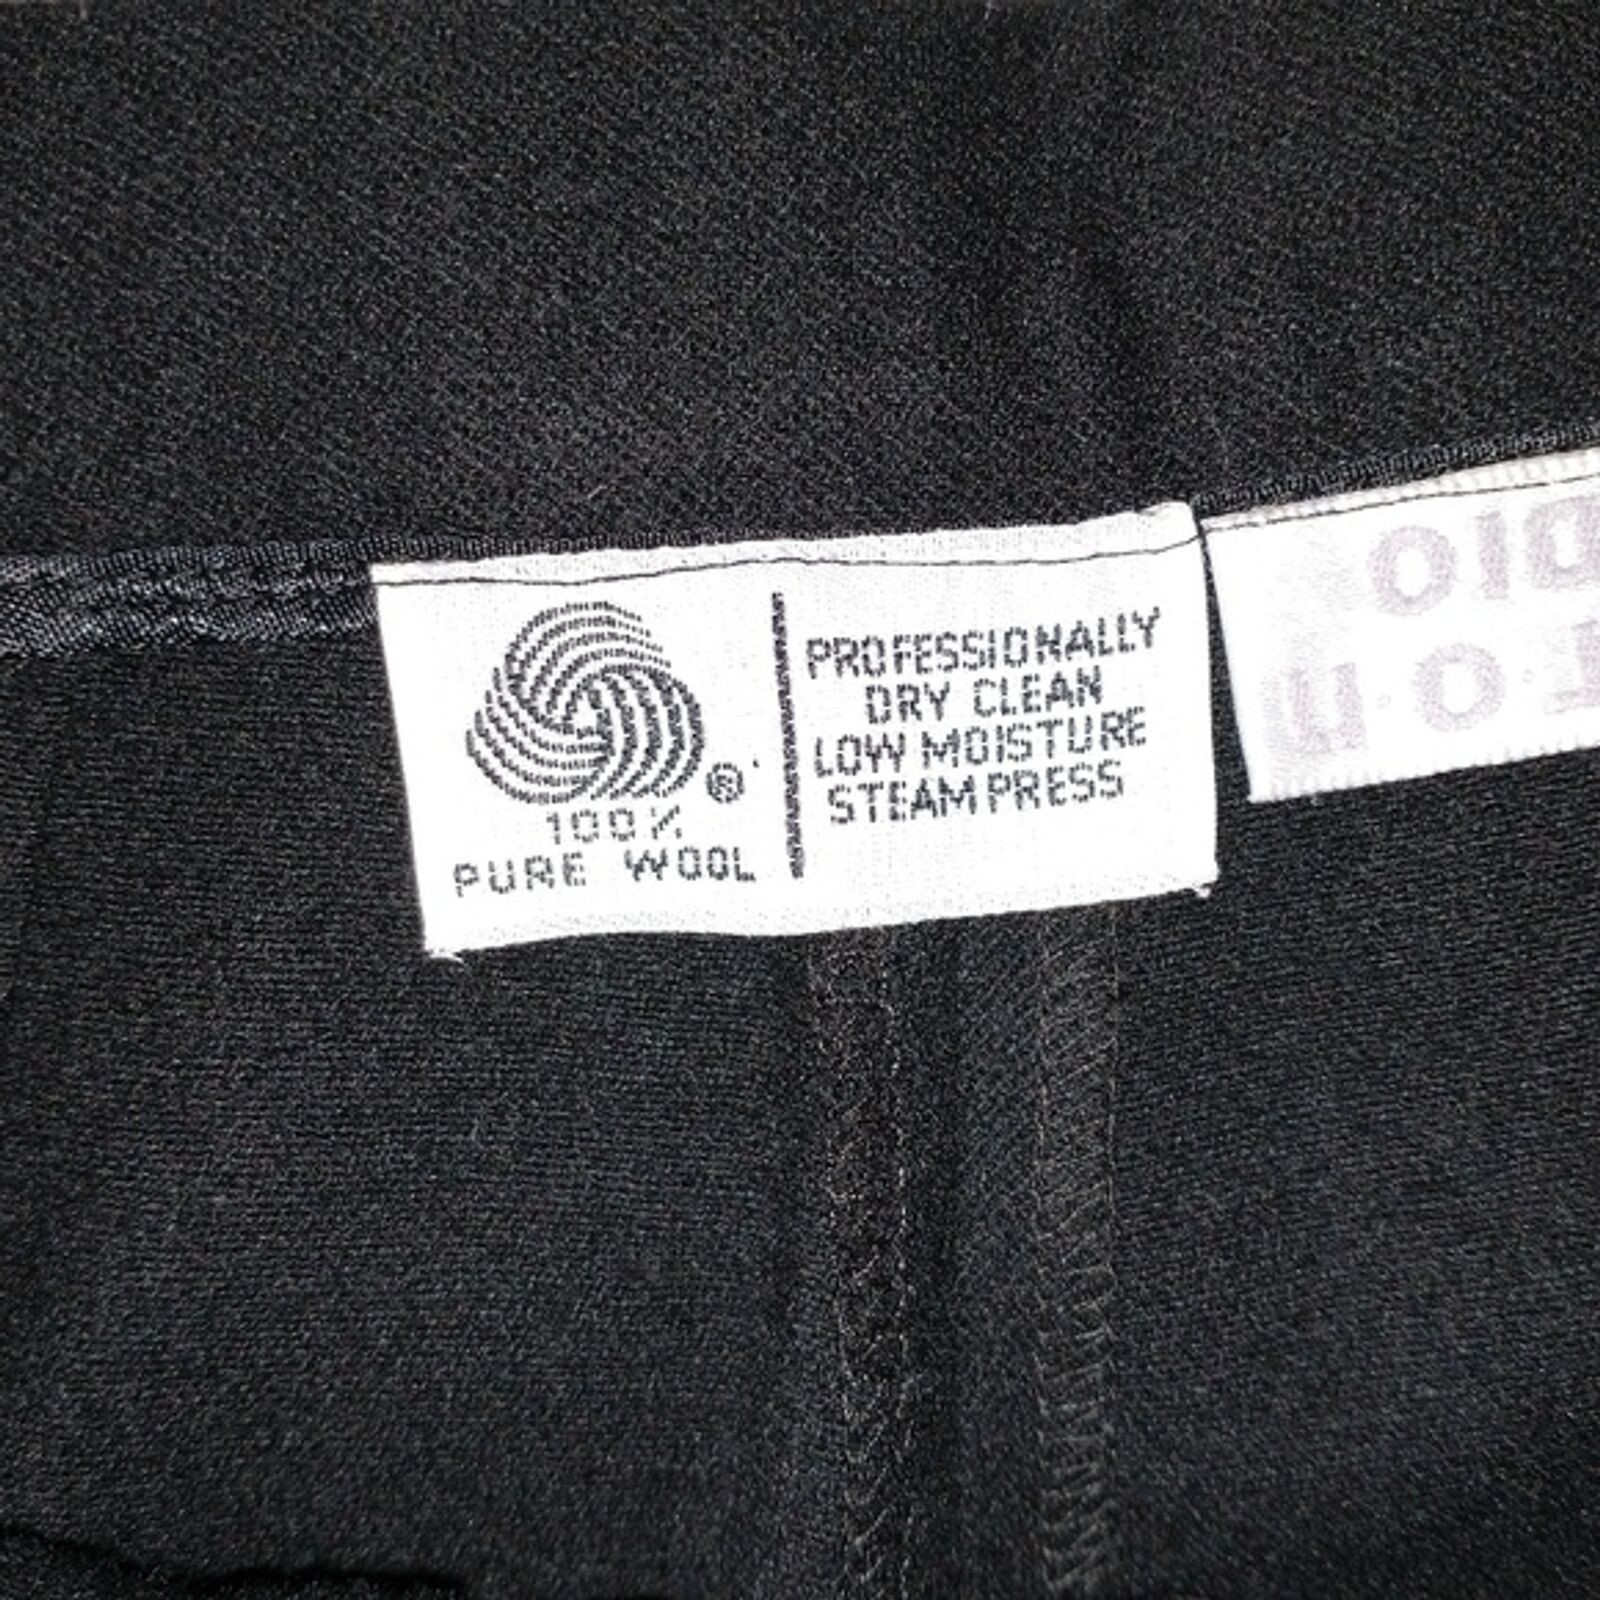 100%
PURE WOOL
PROFESSIONALLY
DRY CLEAN
LOW MOISTURE
STEAM PRESS